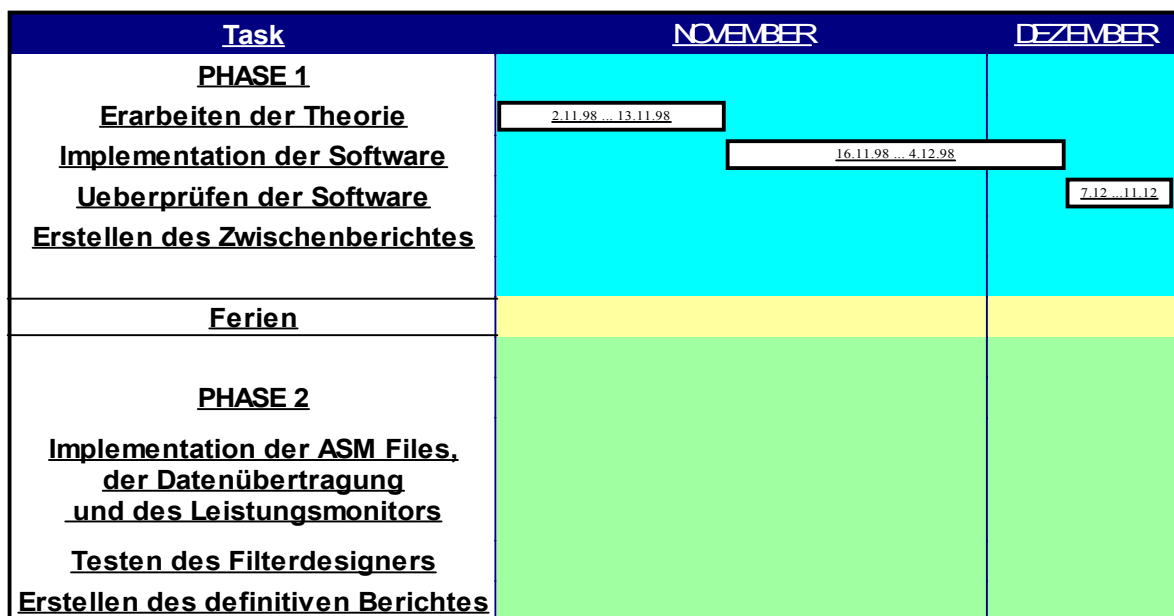 Task NOVEMBER DEZEMBER
PHASE 1
Erarbeiten der Theorie 2.11.98 ... 13.11.98
Implementation der Software 16.11.98 ... 4.12.98
Ueberprüfen der Software 7.12 ...11.12
Erstellen des Zwischenberichtes
Ferien
PHASE 2
Implementation der ASM Files,
der Datenübertragung
und des Leistungsmonitors
Testen des Filterdesigners
Erstellen des definitiven Berichtes